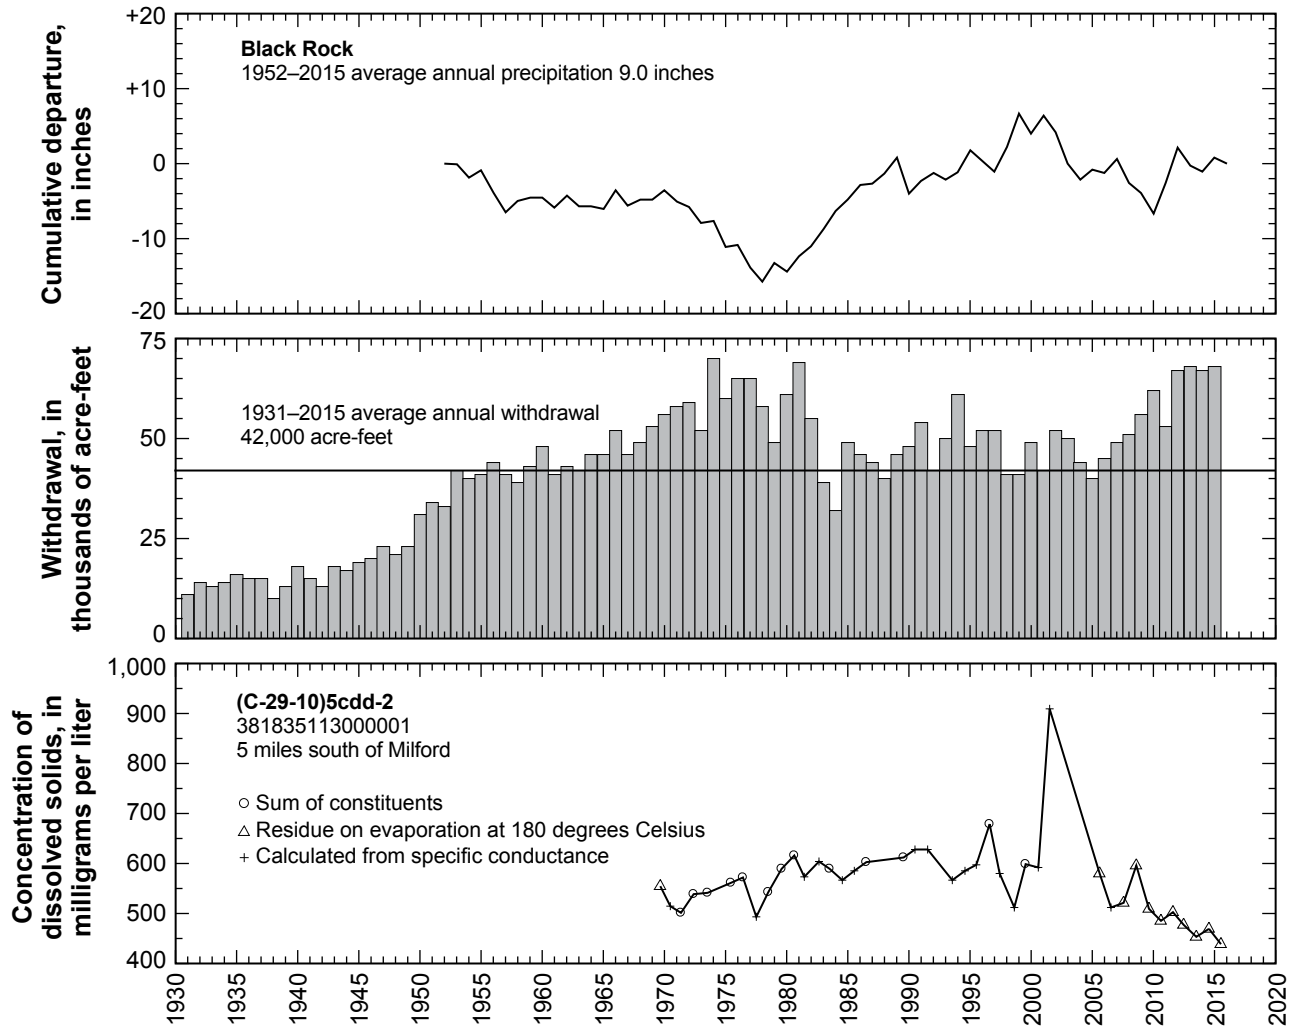 Cumulative departure,
in inches
+20
+10
0
-10
-20
Black Rock
1952–2015 average annual precipitation 9.0 inches
Withdrawal, in
thousands of acre-feet
75
50
25
0
1931–2015 average annual withdrawal
42,000 acre-feet
Concentration of
dissolved solids, in
milligrams per liter
1,000
900
800
700
600
500
400
(C-29-10)5cdd-2
381835113000001
5 miles south of Milford
Sum of constituents
Residue on evaporation at 180 degrees Celsius
Calculated from specific conductance
1930
1935
1940
1945
1950
1955
1960
1965
1970
1975
1980
1985
1990
1995
2000
2005
2010
2015
2020